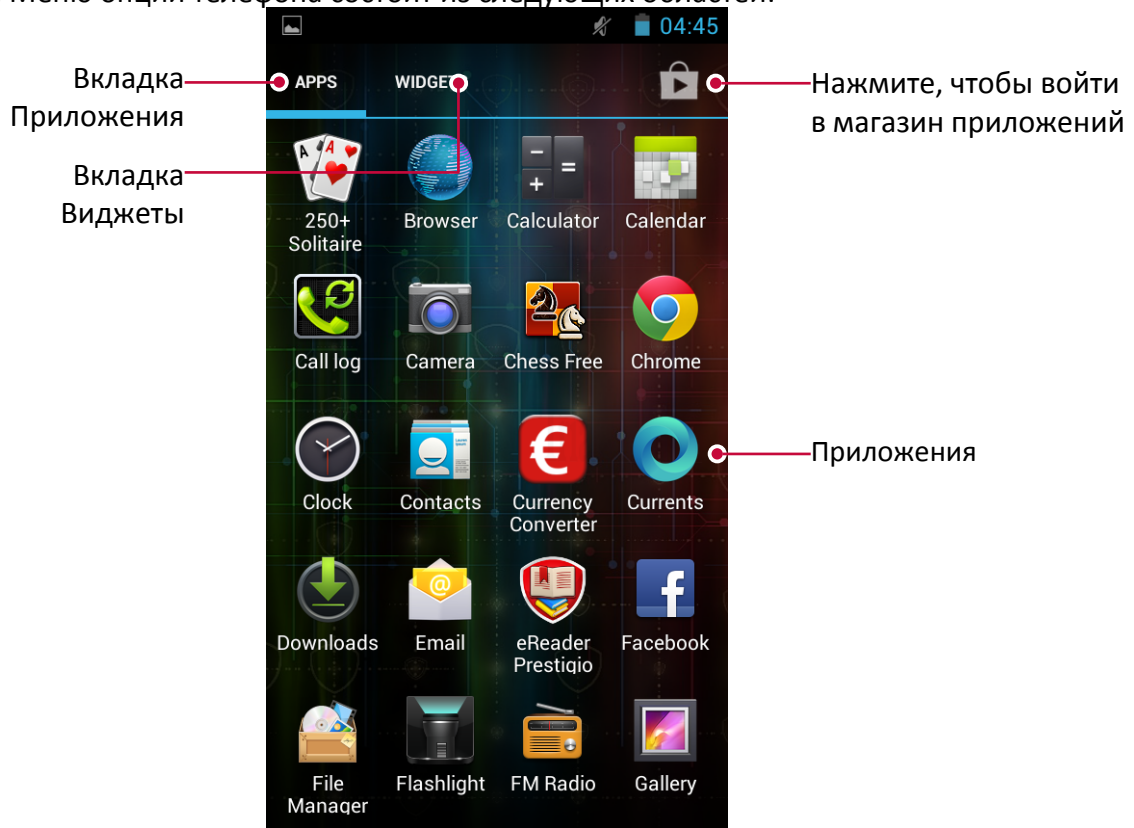 Меню опций телефона состоит из следующих областей:
04:45
APPS
WIDGET
Вкладка
Приложения
Вкладка
Виджеты
Нажмите, чтобы войти
в магазин приложений
250+
Solitaire
Browser
Calculator
Calendar
Call log
Camera
Chess Free
Chrome
Clock
Contacts
Currency
Converter
Currents
Приложения
Downloads
Email
eReader
Prestigio
Facebook
File
Manager
Flashlight
FM Radio
Gallery